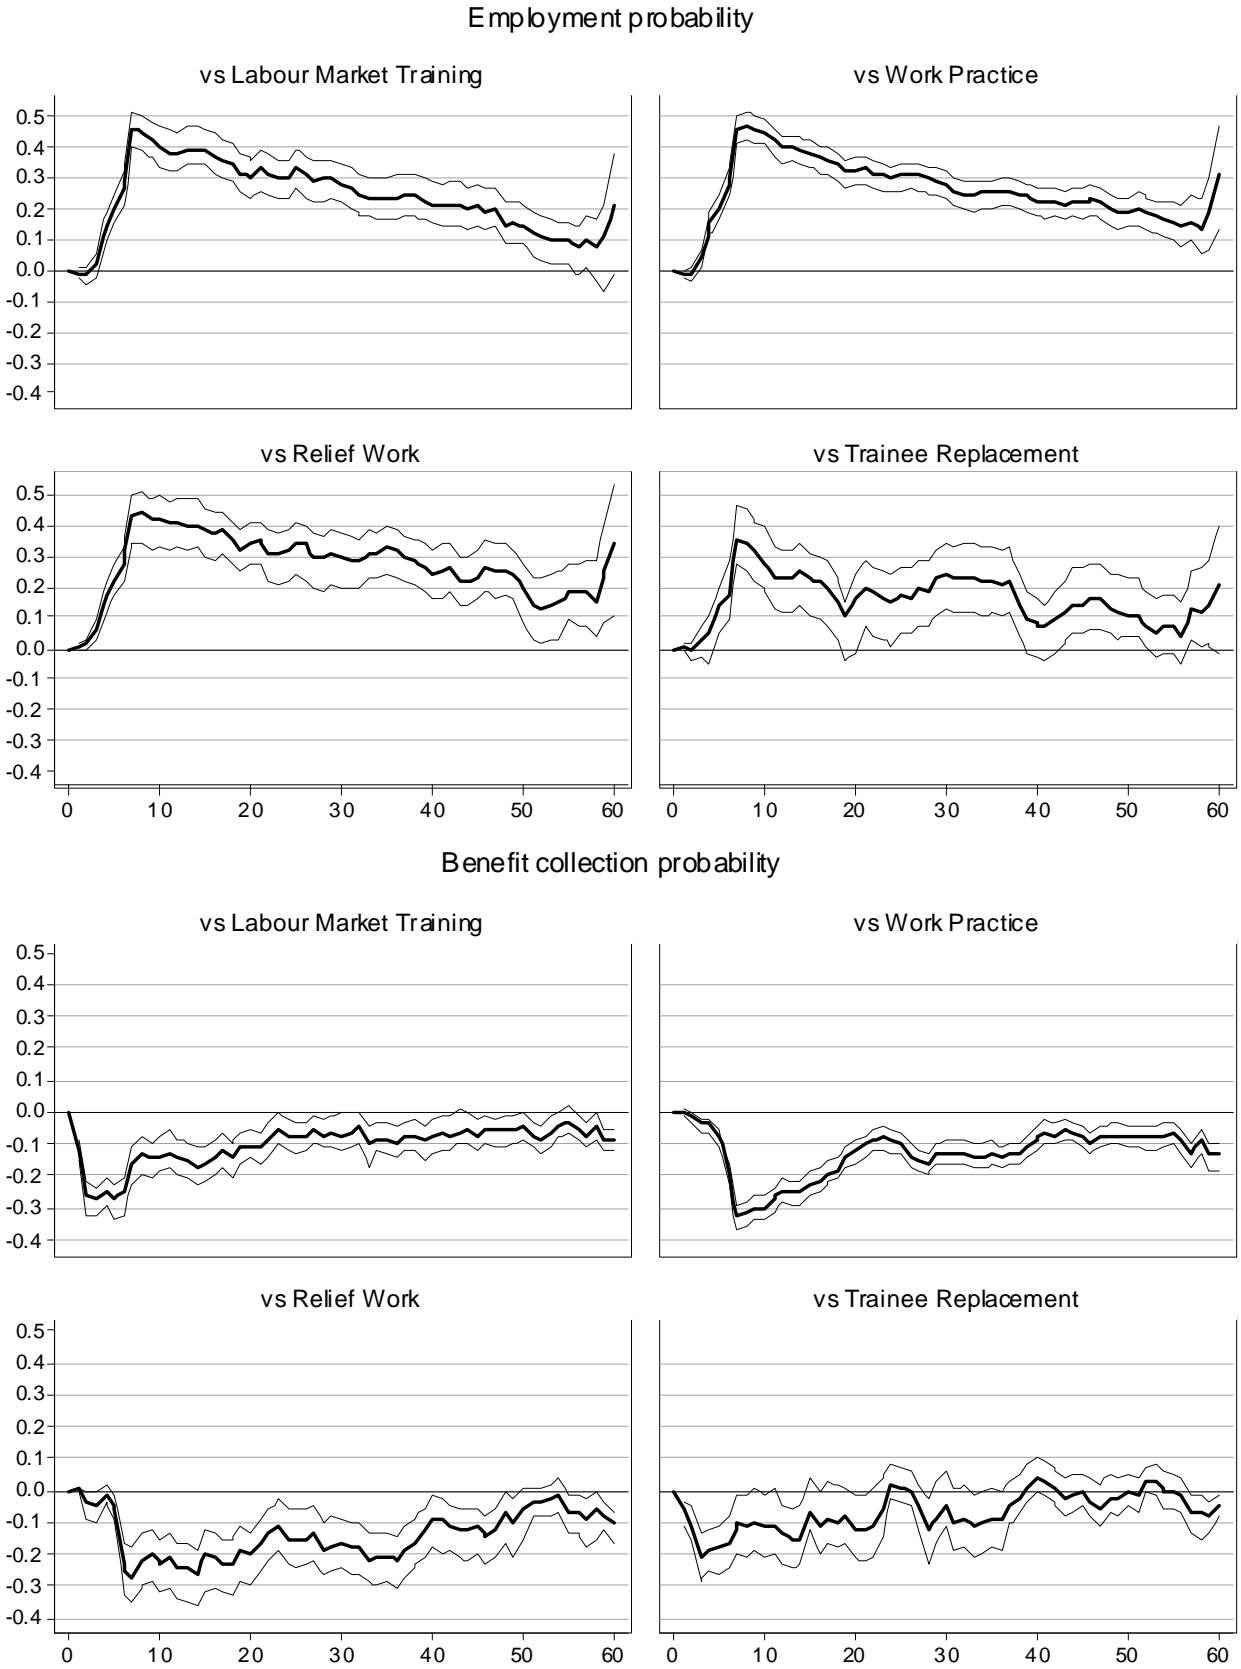 Employment probability
vs Labour Market Training
vs Work Practice
0.5
0.4
0.3
0.2
0.1
0.0
-0.1
-0.2
-0.3
-0.4
vs Relief Work
vs Trainee Replacement
0.5
0.4
0.3
0.2
0.1
0.0
-0.1
-0.2
-0.3
-0.4
0 10 20 30 40 50 60
0 10 20 30 40 50 60
Benefit collection probability
vs Labour Market Training
vs Work Practice
0.5
0.4
0.3
0.2
0.1
0.0
-0.1
-0.2
-0.3
-0.4
vs Relief Work
vs Trainee Replacement
0.5
0.4
0.3
0.2
0.1
0.0
-0.1
-0.2
-0.3
-0.4
0 10 20 30 40 50 60
0 10 20 30 40 50 60